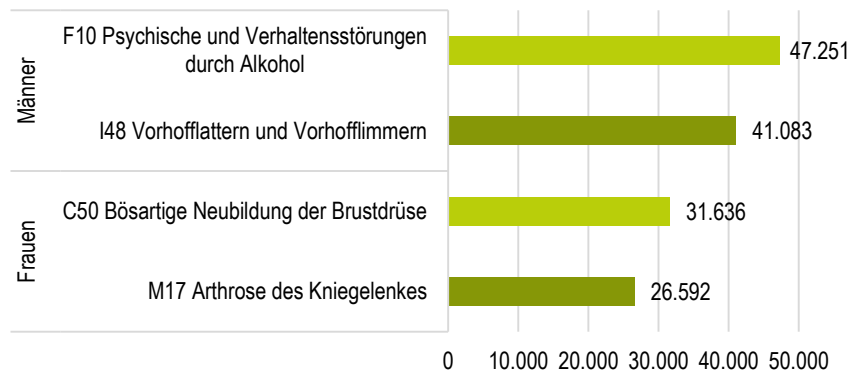 Männer
F10 Psychische und Verhaltensstörungen
durch Alkohol
47.251
I48 Vorhofflattern und Vorhofflimmern
41.083
Frauen
C50 Bösartige Neubildung der Brustdrüse
31.636
M17 Arthrose des Kniegelenkes
26.592
0 10.000 20.000 30.000 40.000 50.000